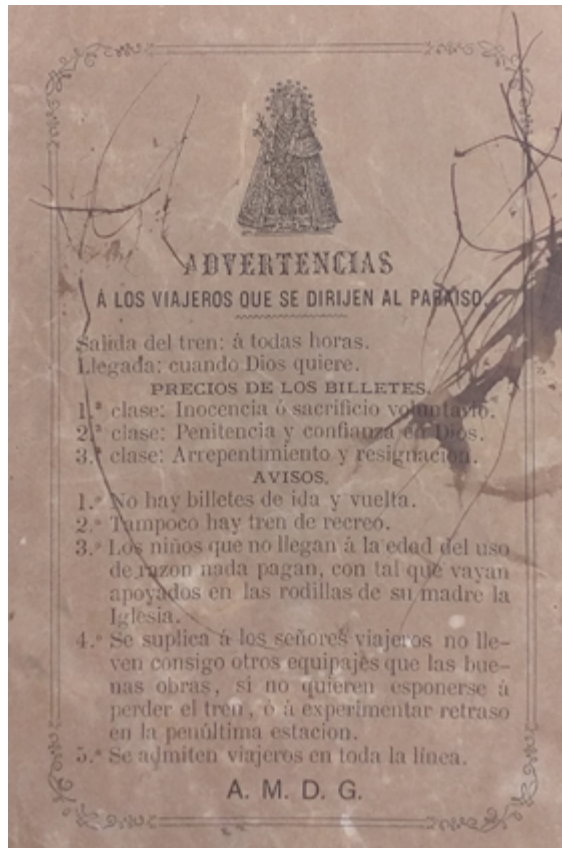 ADVERTENCIAS
Á LOS VIAJEROS QUE SE DIRIJEN AL PARAISO.
Salida del tren: á todas horas.
Llegada: cuando Dios quiere.
PRECIOS DE LOS BILLETES.
1.ª clase: Inocencia ó sacrificio voluntario.
2.ª clase: Penitencia y confianza en Dios.
3.ª clase: Arrepentimiento y resignacion.
AVISOS.
1.º No hay billetes de ida y vuelta.
2.º Tampoco hay tren de recreo.
3.º Los niños que no llegan á la edad del uso
de razon nada pagan, con tal que vayan
apoyados en las rodillas de su madre la
Iglesia.
4.º Se suplica á los señores viajeros no lle-
ven consigo otros equipajes que las bue-
nas obras, si no quieren esponerse á
perder el tren, ó á experimentar retraso
en la penúltima estacion.
5.º Se admiten viajeros en toda la línea.
A. M. D. G.